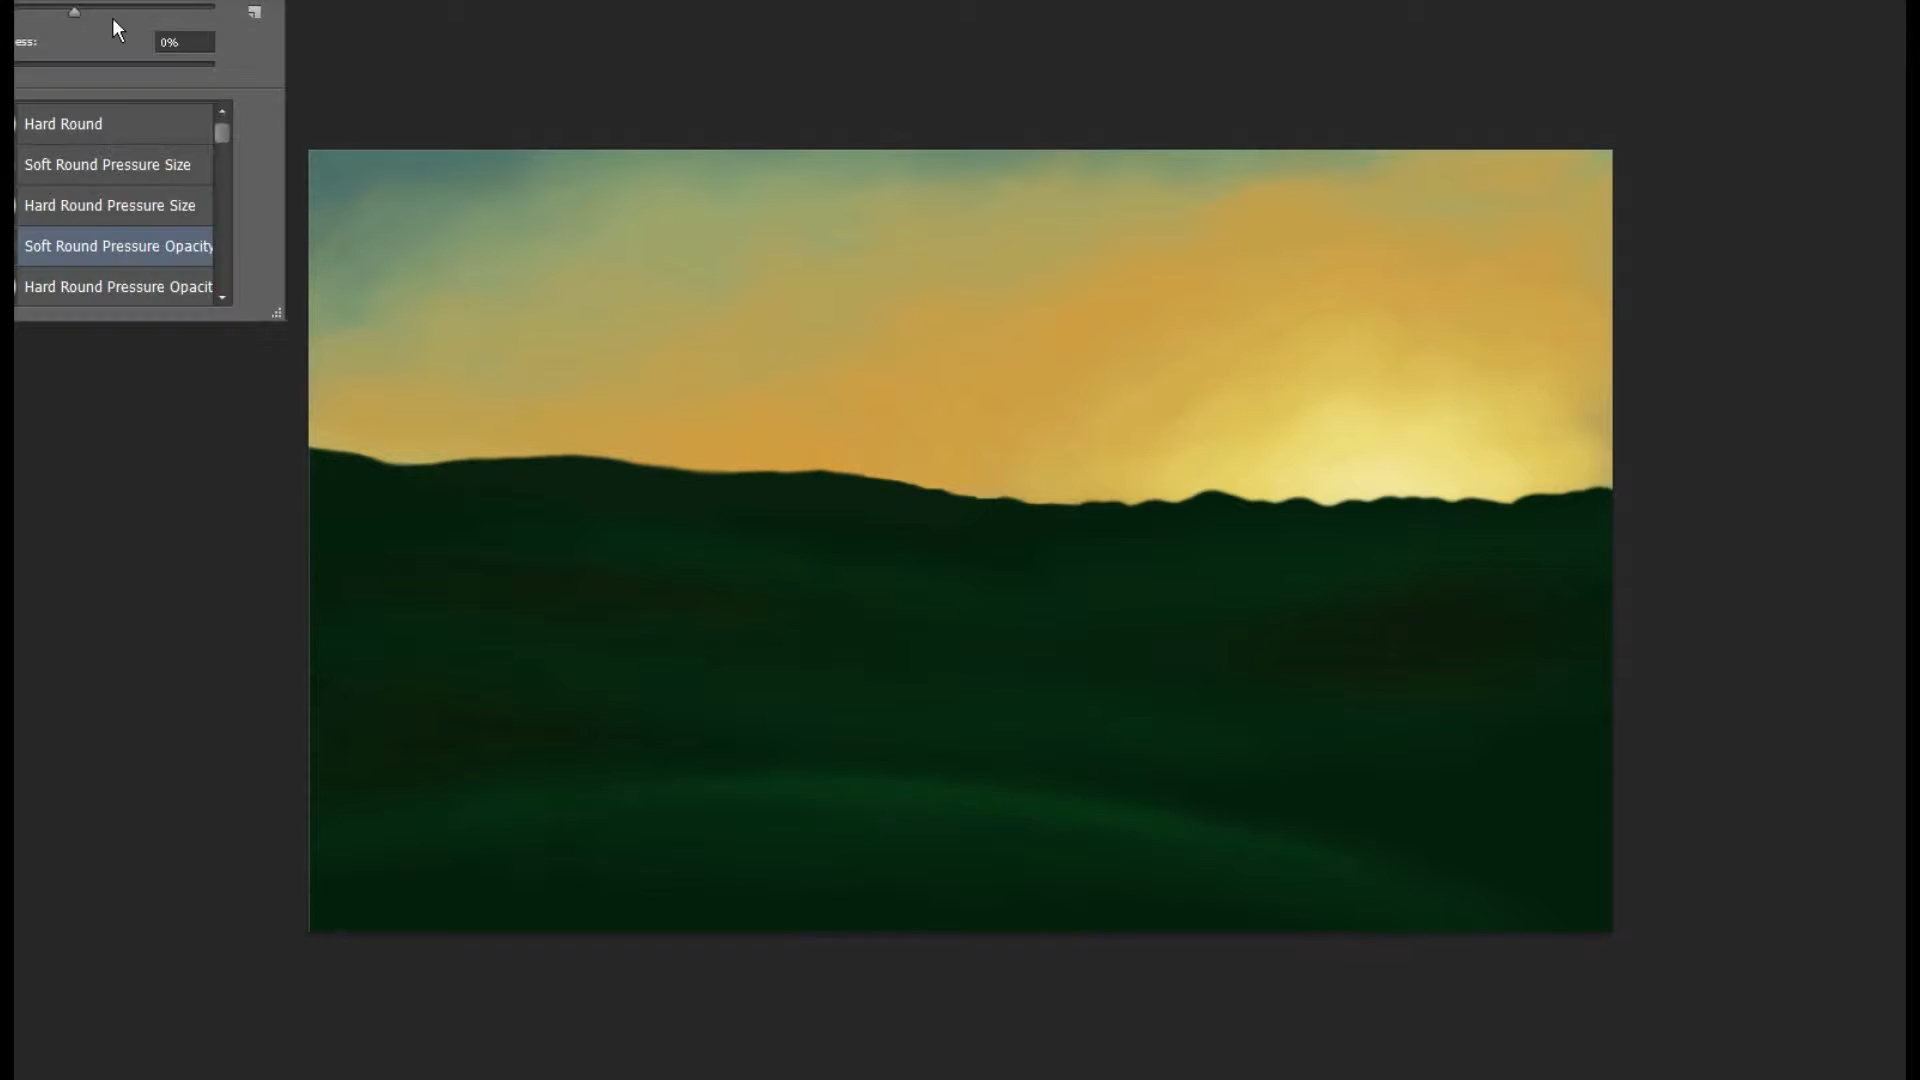 ess:
0%
Hard Round
Soft Round Pressure Size
Hard Round Pressure Size
Soft Round Pressure Opacity
Hard Round Pressure Opacit